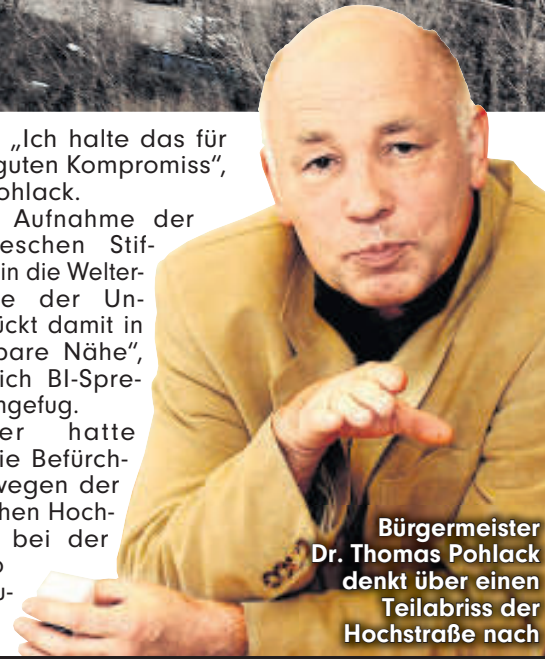 „Ich halte das für
guten Kompromiss“,
ohlack.
Aufnahme der
eschen Stif-
in die Welter-
e der Un-
ückt damit in
bare Nähe“,
ich BI-Spre-
ngefug.
er hatte
ie Befürch-
wegen der
chen Hoch-
bei der
o
u-
Bürgermeister
Dr. Thomas Pohlack
denkt über einen
Teilabriss der
Hochstraße nach